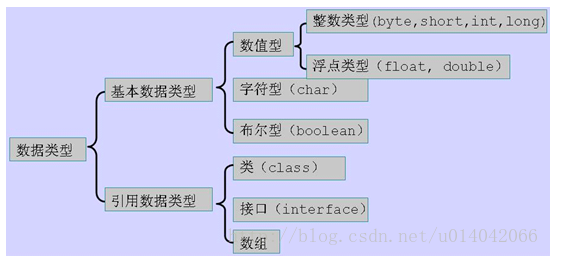 整数类型(byte,short,int,long)
数值型
浮点类型（float, double）
基本数据类型
字符型（char）
布尔型（boolean）
数据类型
类（class）
引用数据类型
接口（interface）
数组
//blog.csdn.net/u014042066